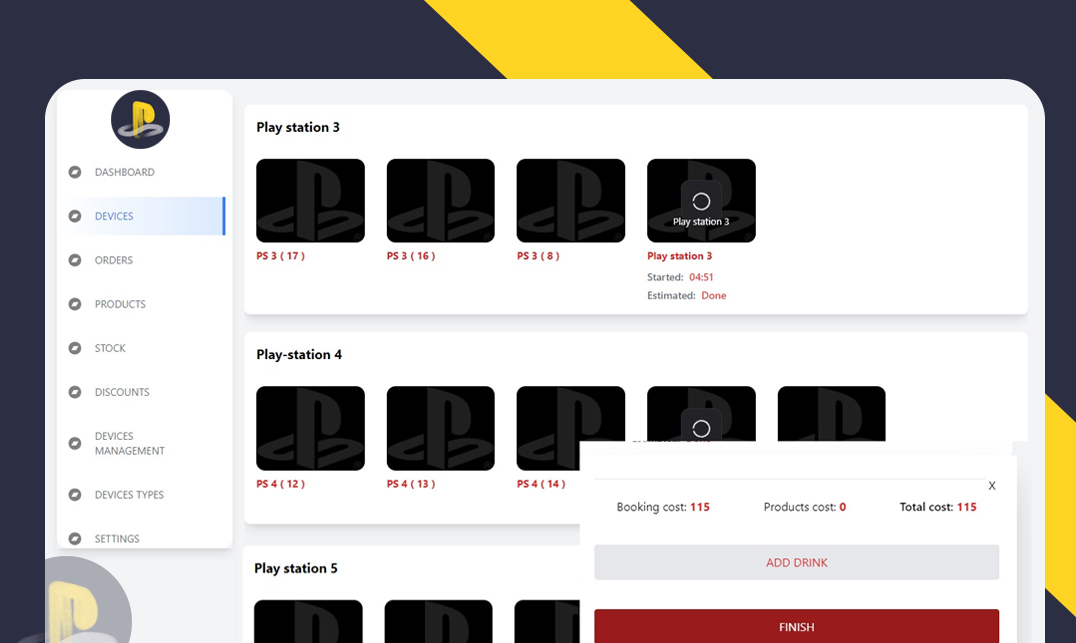 DASHBOARD
DEVICES
ORDERS
PRODUCTS
STOCK
DISCOUNTS
DEVICES
MANAGEMENT
DEVICES TYPES
SETTINGS
Play station 3
Play station 3
PS 3 ( 17 )
PS 3 ( 16 )
PS 3 ( 8 )
Play station 3
Started: 04:51
Estimated: Done
Play-station 4
PS 4 ( 12 )
PS 4 ( 13 )
PS 4 ( 14 )
Play station 5
X
Booking cost: 115
Products cost: 0
Total cost: 115
ADD DRINK
FINISH